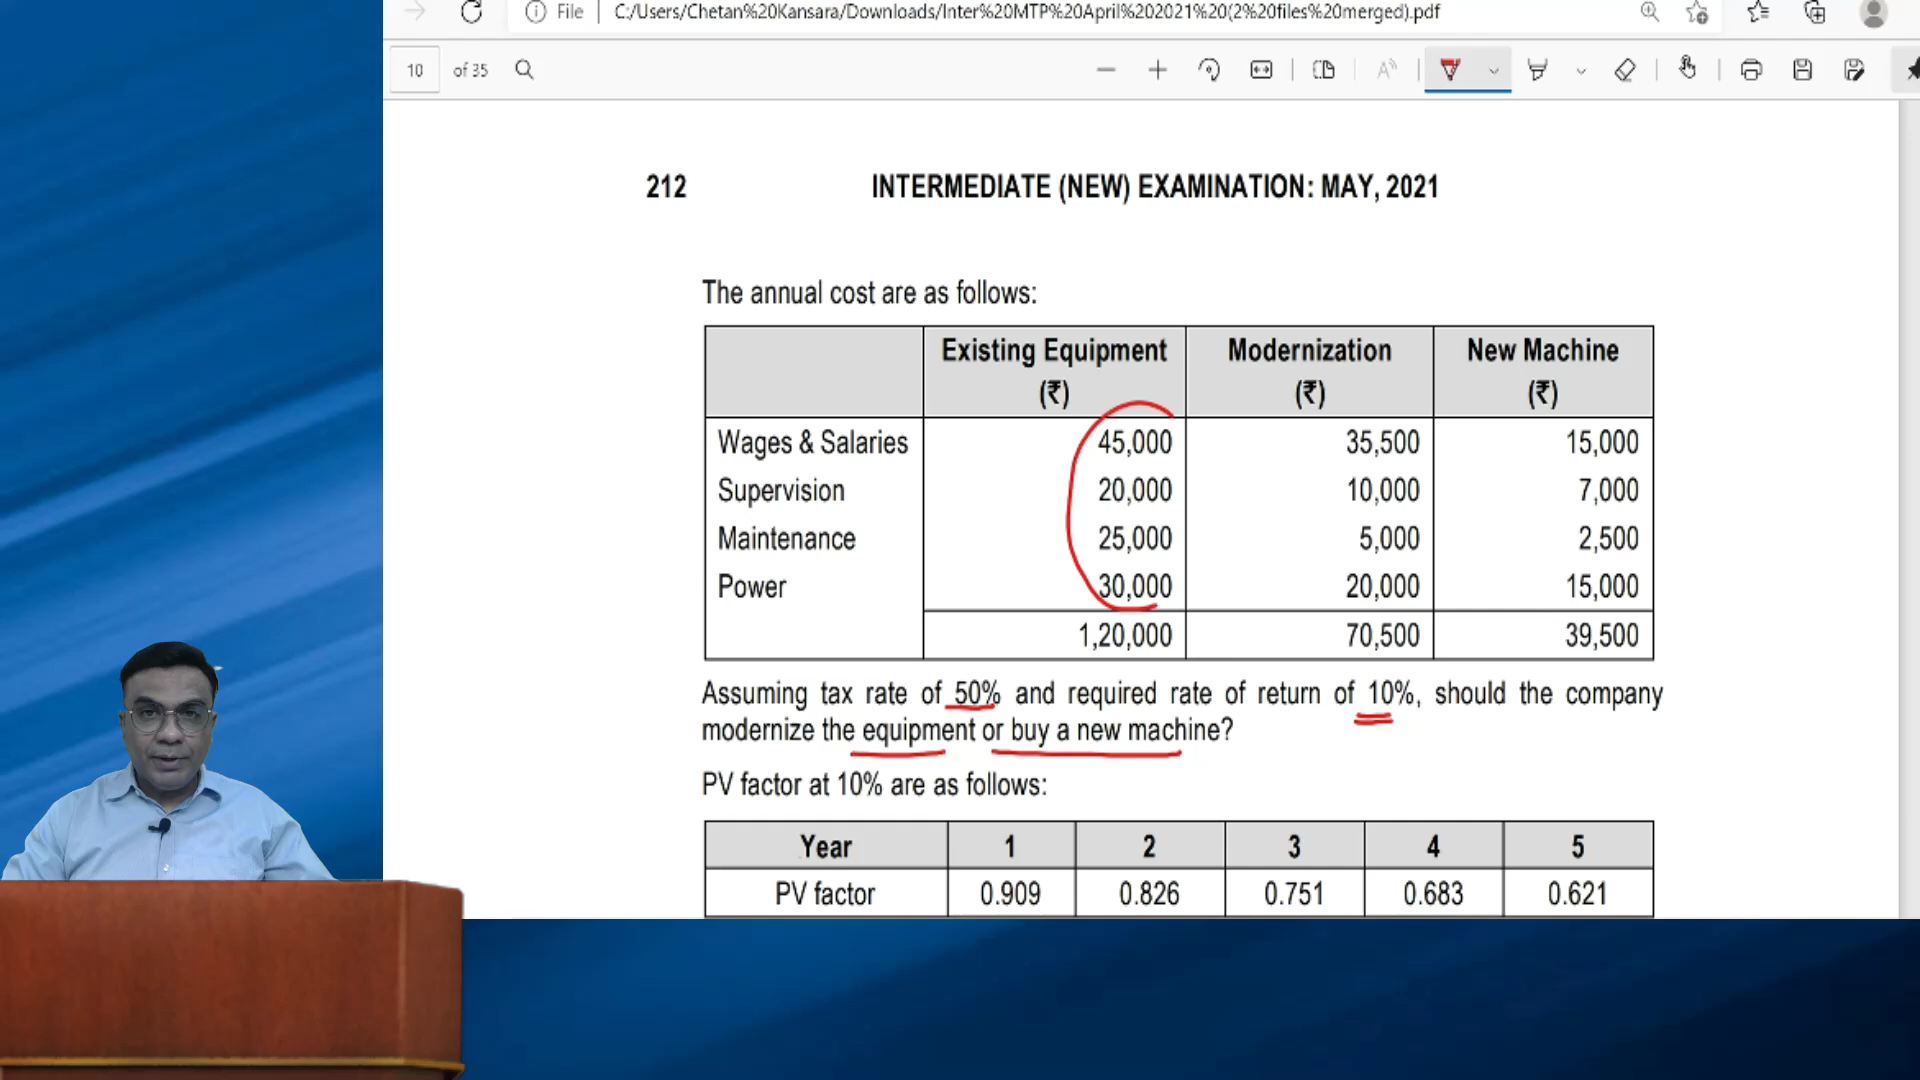 File C:/Users/Chetan%20Kansara/Downloads/Inter%20MTP%20April%202021%20(2%20files%20merged).pdf
10 of 35
212 INTERMEDIATE (NEW) EXAMINATION: MAY, 2021
The annual cost are as follows:
Existing Equipment Modernization New Machine
(₹) (₹) (₹)
Wages & Salaries 45,000 35,500 15,000
Supervision 20,000 10,000 7,000
Maintenance 25,000 5,000 2,500
Power 30,000 20,000 15,000
1,20,000 70,500 39,500
Assuming tax rate of 50% and required rate of return of 10%, should the company
modernize the equipment or buy a new machine?
PV factor at 10% are as follows:
Year 1 2 3 4 5
PV factor 0.909 0.826 0.751 0.683 0.621